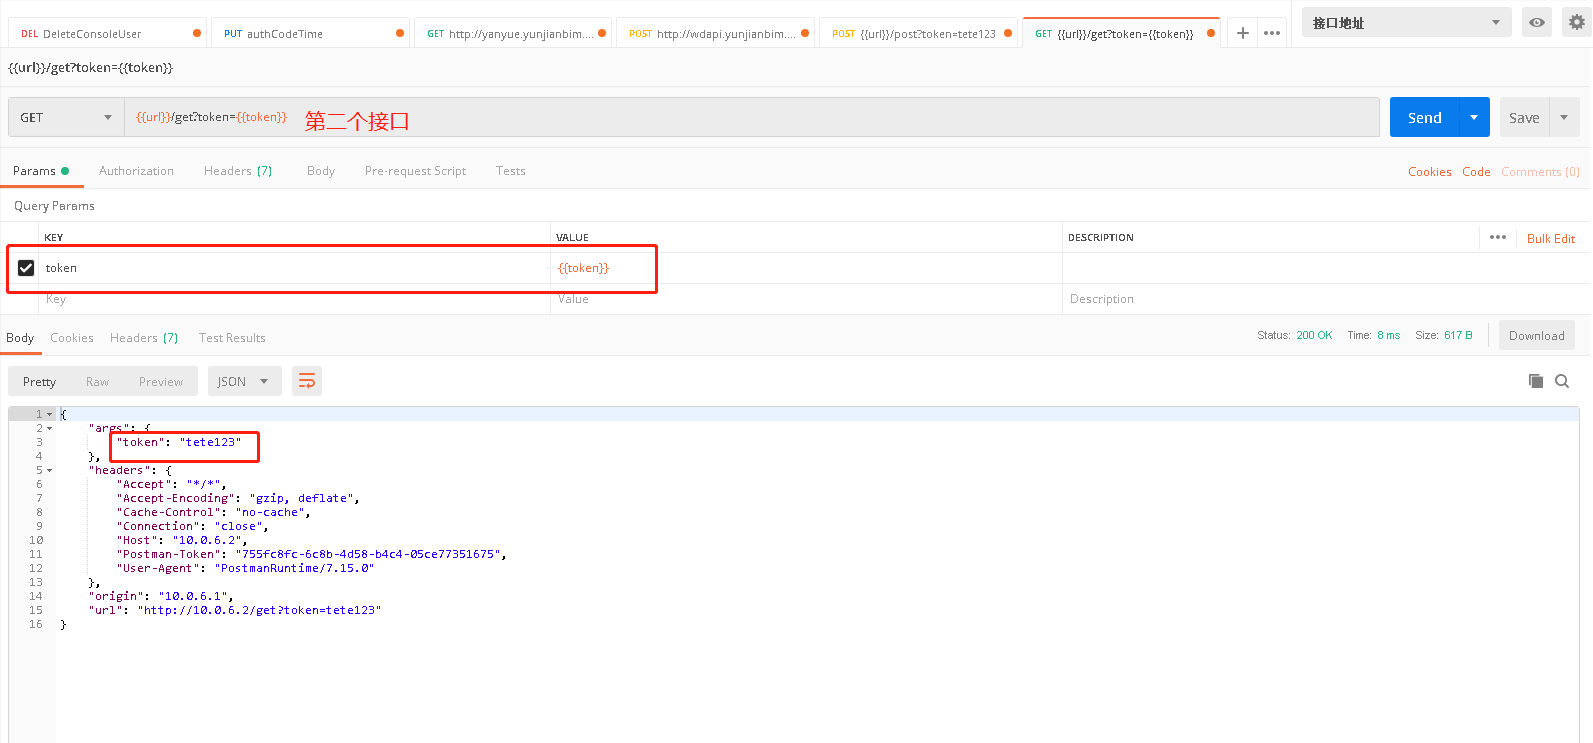 DEL DeleteConsoleUser
PUT authCodeTime
GET http://yanyue.yunjianbim....
POST http://wdapi.yunjianbim....
POST {{url}}/post?token=tete123
GET {{url}}/get?token={{token}}
接口地址
{{url}}/get?token={{token}}
GET {{url}}/get?token={{token}} 第二个接口 Send Save
Params Authorization Headers (7) Body Pre-request Script Tests Cookies Code Comments (0)
Query Params
KEY VALUE DESCRIPTION Bulk Edit
token {{token}}
Key Value Description
Body Cookies Headers (7) Test Results Status: 200 OK Time: 8 ms Size: 617 B Download
Pretty Raw Preview JSON
1 {
2 "args": {
3 "token": "tete123"
4 },
5 "headers": {
6 "Accept": "*/*",
7 "Accept-Encoding": "gzip, deflate",
8 "Cache-Control": "no-cache",
9 "Connection": "close",
10 "Host": "10.0.6.2",
11 "Postman-Token": "755fc8fc-6c8b-4d58-b4c4-05ce77351675",
12 "User-Agent": "PostmanRuntime/7.15.0"
13 },
14 "origin": "10.0.6.1",
15 "url": "http://10.0.6.2/get?token=tete123"
16 }